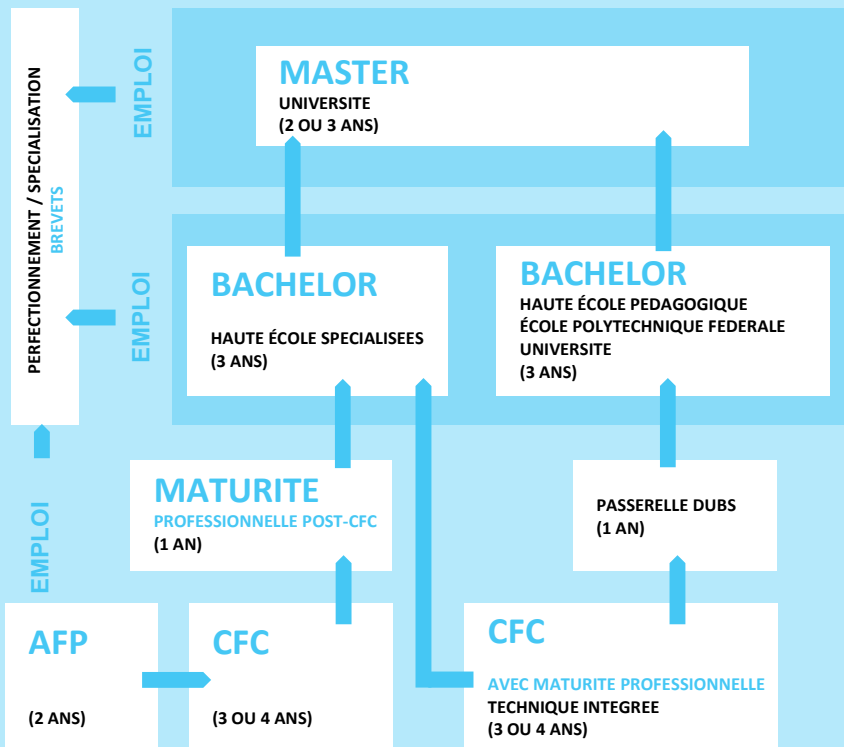 PERFECTIONNEMENT / SPECIALISATION
BREVETS
EMPLOI
MASTER
UNIVERSITE
(2 OU 3 ANS)
EMPLOI
BACHELOR
HAUTE ÉCOLE SPECIALISEES
(3 ANS)
BACHELOR
HAUTE ÉCOLE PEDAGOGIQUE
ÉCOLE POLYTECHNIQUE FEDERALE
UNIVERSITE
(3 ANS)
EMPLOI
MATURITE
PROFESSIONNELLE POST-CFC
(1 AN)
PASSERELLE DUBS
(1 AN)
AFP
(2 ANS)
CFC
(3 OU 4 ANS)
CFC
AVEC MATURITE PROFESSIONNELLE
TECHNIQUE INTEGREE
(3 OU 4 ANS)